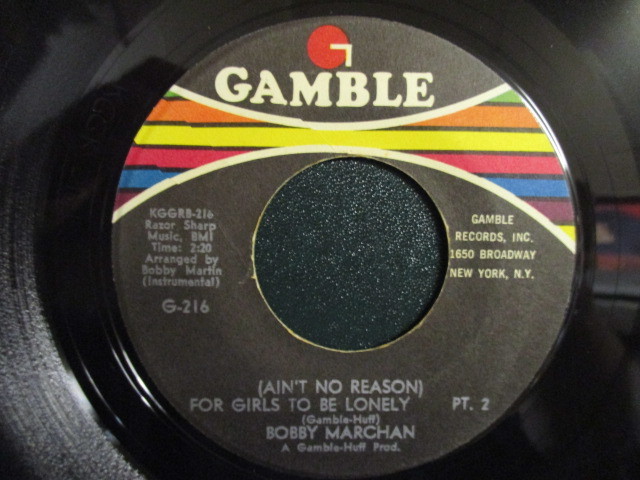 GAMBLE
KGGRB-216
Razor Sharp
Music, BMI
Time: 2:20
Arranged by
Bobby Martin
(Instrumental)
G-216
GAMBLE
RECORDS, INC.
1650 BROADWAY
NEW YORK, N.Y.
(AIN'T NO REASON)
FOR GIRLS TO BE LONELY PT. 2
(Gamble-Huff)
BOBBY MARCHAN
A Gamble-Huff Prod.